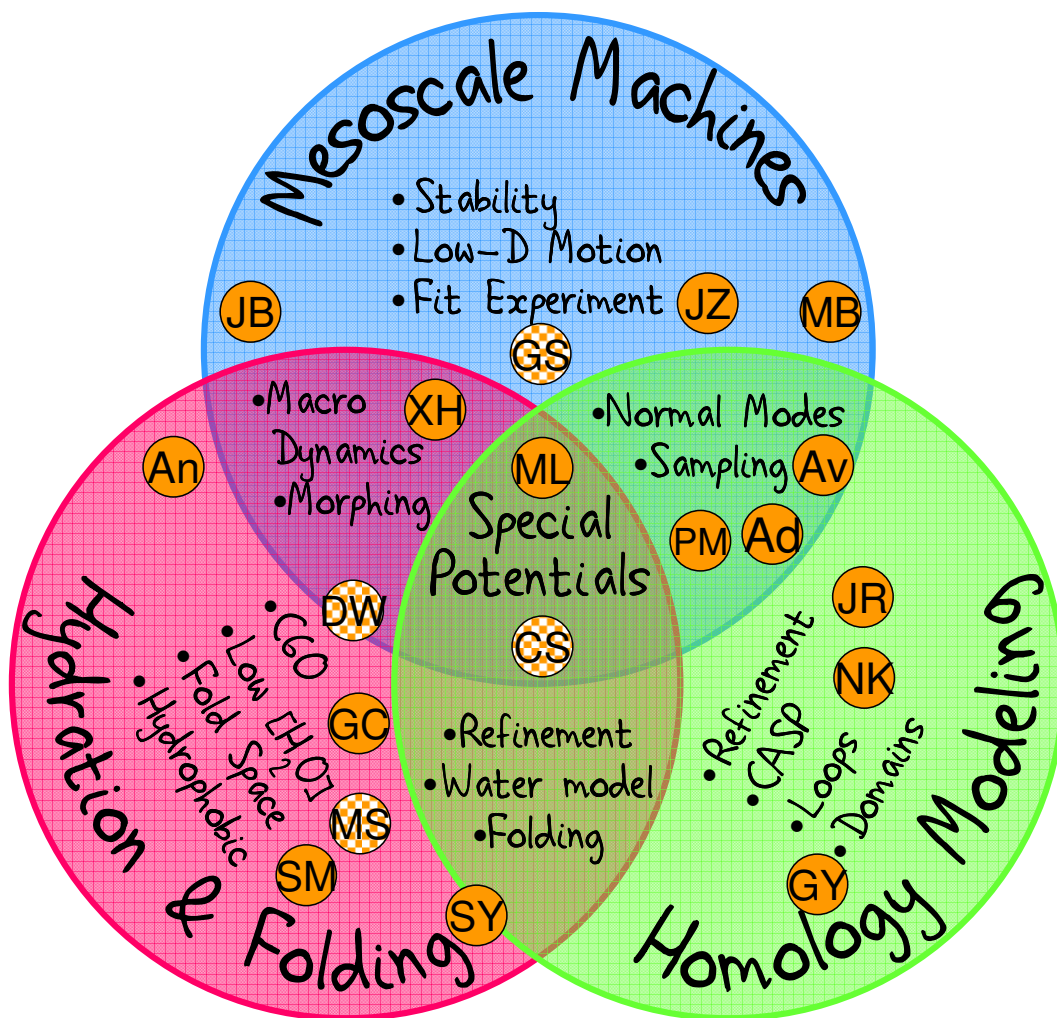 Mesoscale Machines
•Stability
•Low-D Motion
•Fit Experiment
JB
JZ
MB
GS
•Macro
Dynamics
•Morphing
XH
An
ML
•Normal Modes
•Sampling
Av
PM
Ad
Special
Potentials
CS
DW
Hydration & Folding
•CGO
•Low [H2O]
•Fold Space
•Hydrophobic
GC
MS
SM
SY
•Refinement
•Water model
•Folding
JR
NK
•Refinement
•CASP
•Loops
•Domains
GY
Homology Modeling